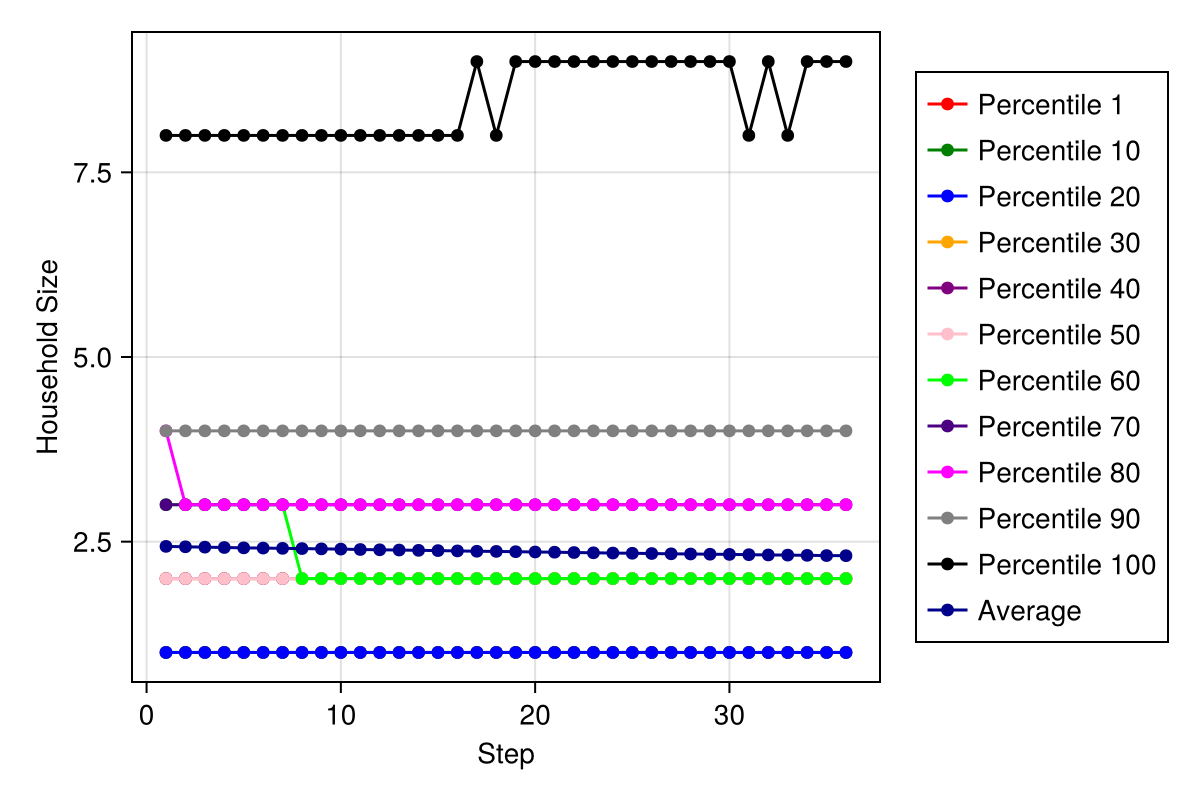 Household Size
7.5
5.0
2.5
0
10
20
30
Step
Percentile 1
Percentile 10
Percentile 20
Percentile 30
Percentile 40
Percentile 50
Percentile 60
Percentile 70
Percentile 80
Percentile 90
Percentile 100
Average